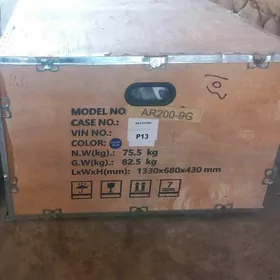 MODEL NO.: AR200-9G
CASE NO.:
VIN NO.:
P13
COLOR:
N.W(kg).: 75.5 kg
G.W(kg).: 82.5 kg
LxWxH(mm): 1330x680x430 mm
7